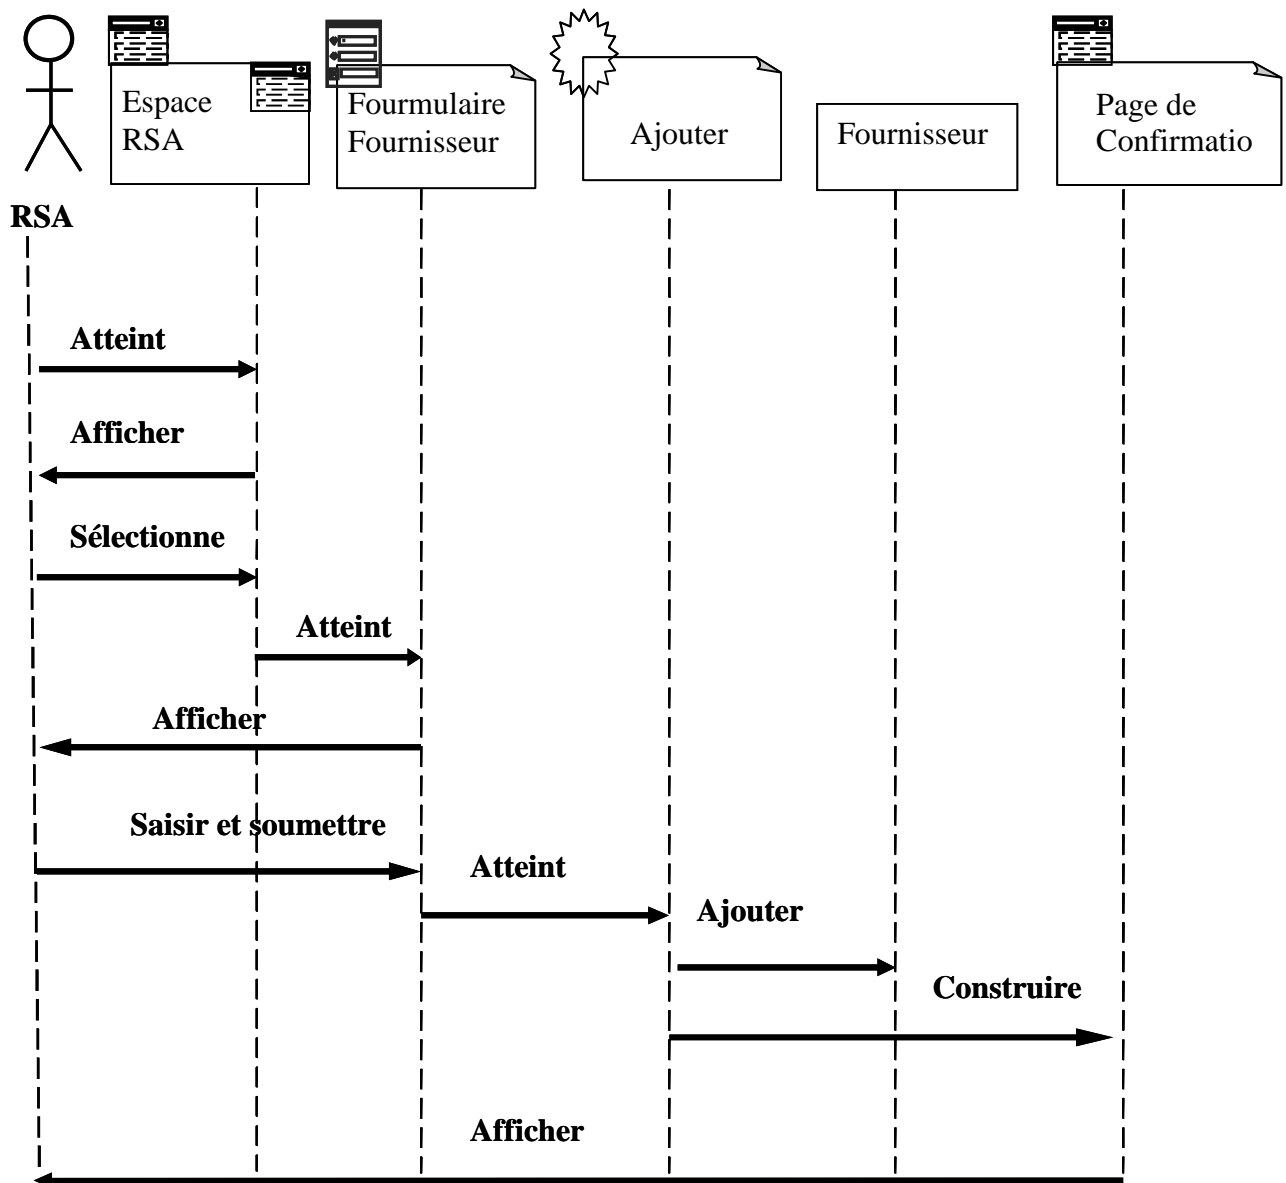 Espace
RSA
Fourmulaire
Fournisseur
Ajouter
Fournisseur
Page de
Confirmatio
RSA
Atteint
Afficher
Sélectionne
Atteint
Afficher
Saisir et soumettre
Atteint
Ajouter
Construire
Afficher